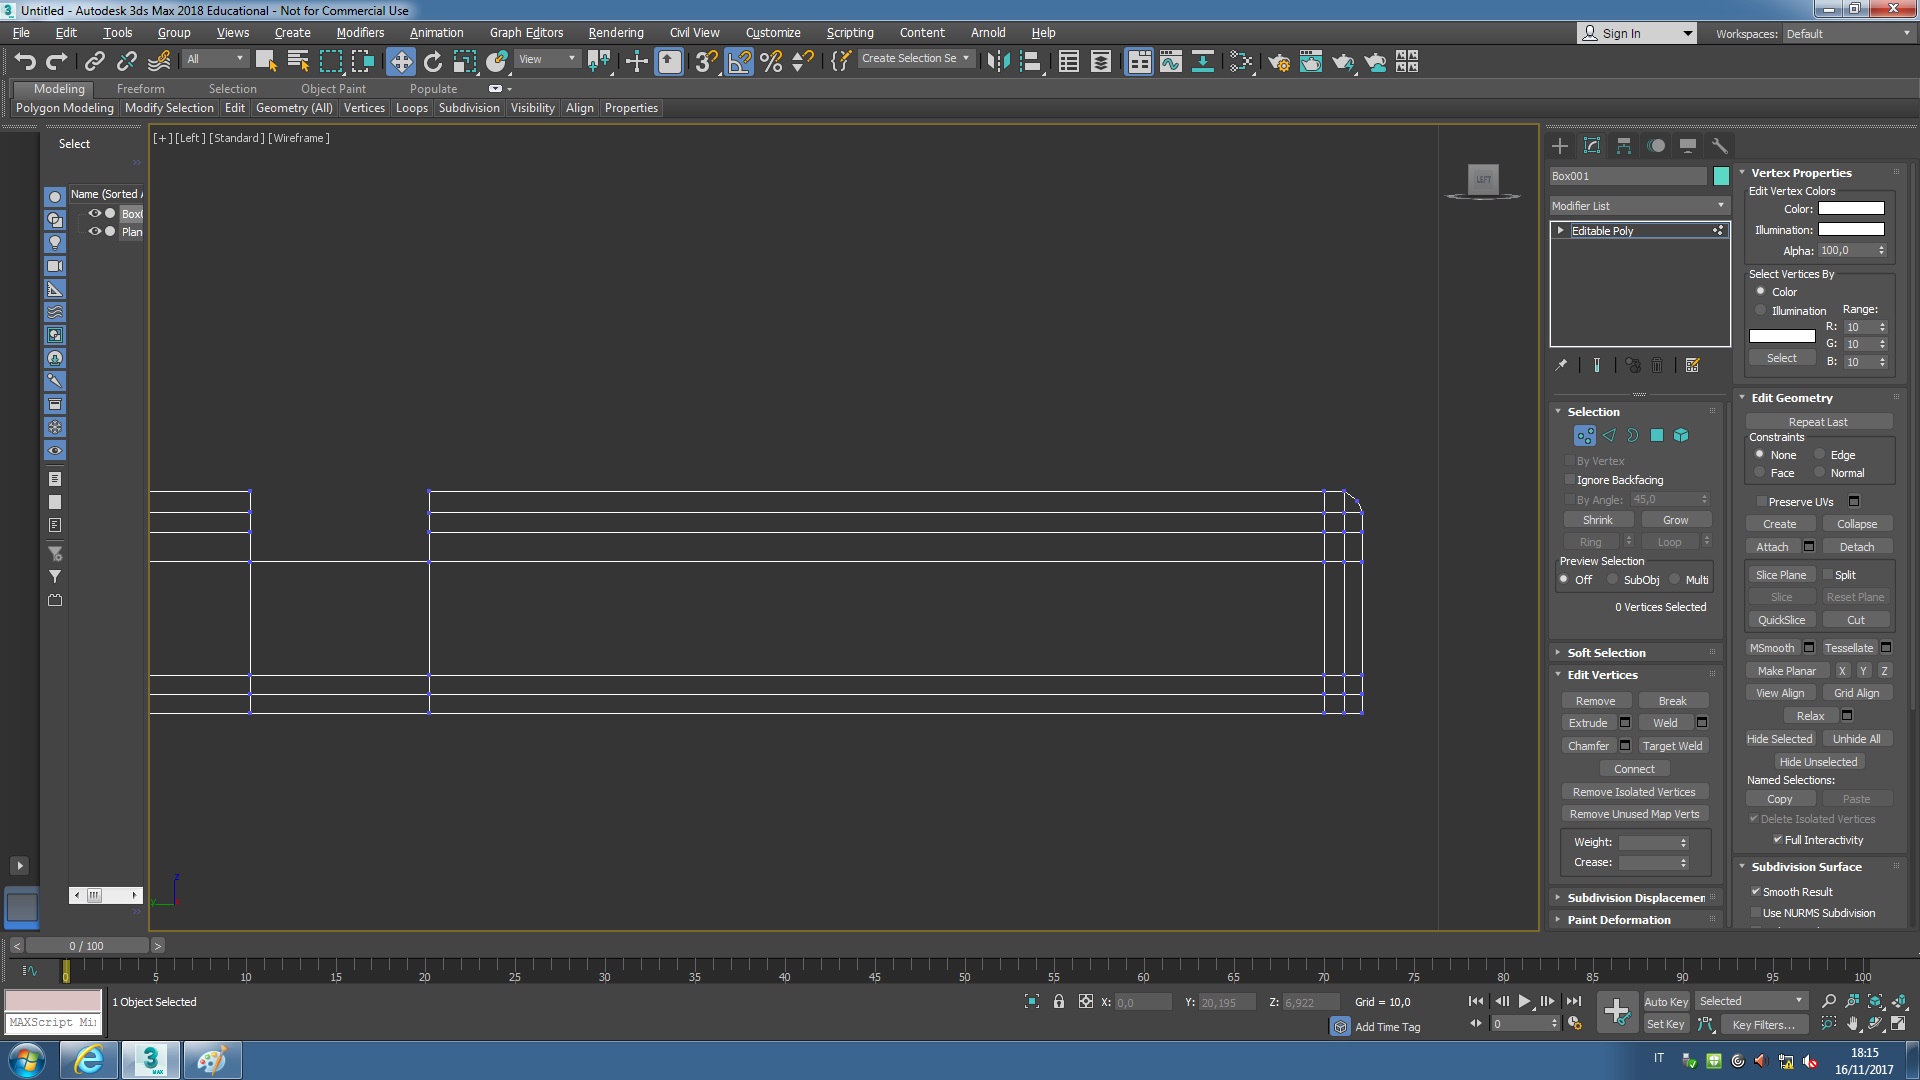 Untitled - Autodesk 3ds Max 2018 Educational - Not for Commercial Use
File Edit Tools Group Views Create Modifiers Animation Graph Editors Rendering Civil View Customize Scripting Content Arnold Help
Sign In Workspaces: Default
All View Create Selection Se
Modeling Freeform Selection Object Paint Populate
Polygon Modeling Modify Selection Edit Geometry (All) Vertices Loops Subdivision Visibility Align Properties
Select
[+] [Left ] [Standard ] [Wireframe ]
LEFT
Name (Sorted
Box
Plan
z
y
Box001
Modifier List
Editable Poly
Selection
By Vertex
Ignore Backfacing
By Angle: 45,0
Shrink Grow
Ring Loop
Preview Selection
Off SubObj Multi
0 Vertices Selected
Soft Selection
Edit Vertices
Remove Break
Extrude Weld
Chamfer Target Weld
Connect
Remove Isolated Vertices
Remove Unused Map Verts
Weight:
Crease:
Subdivision Displacemen
Paint Deformation
Vertex Properties
Edit Vertex Colors
Color:
Illumination:
Alpha: 100,0
Select Vertices By
Color
Illumination Range:
R: 10
G: 10
Select B: 10
Edit Geometry
Repeat Last
Constraints
None Edge
Face Normal
Preserve UVs
Create Collapse
Attach Detach
Slice Plane Split
Slice Reset Plane
QuickSlice Cut
MSmooth Tessellate
Make Planar X Y Z
View Align Grid Align
Relax
Hide Selected Unhide All
Hide Unselected
Named Selections:
Copy Paste
Delete Isolated Vertices
Full Interactivity
Subdivision Surface
Smooth Result
Use NURMS Subdivision
< 0 / 100 >
0 5 10 15 20 25 30 35 40 45 50 55 60 65 70 75 80 85 90 95 100
1 Object Selected X: 0,0 Y: 20,195 Z: 6,922 Grid = 10,0 Auto Key Selected
MAXScript Mi Add Time Tag 0 Set Key Key Filters...
3 MAX IT 18:15
16/11/2017